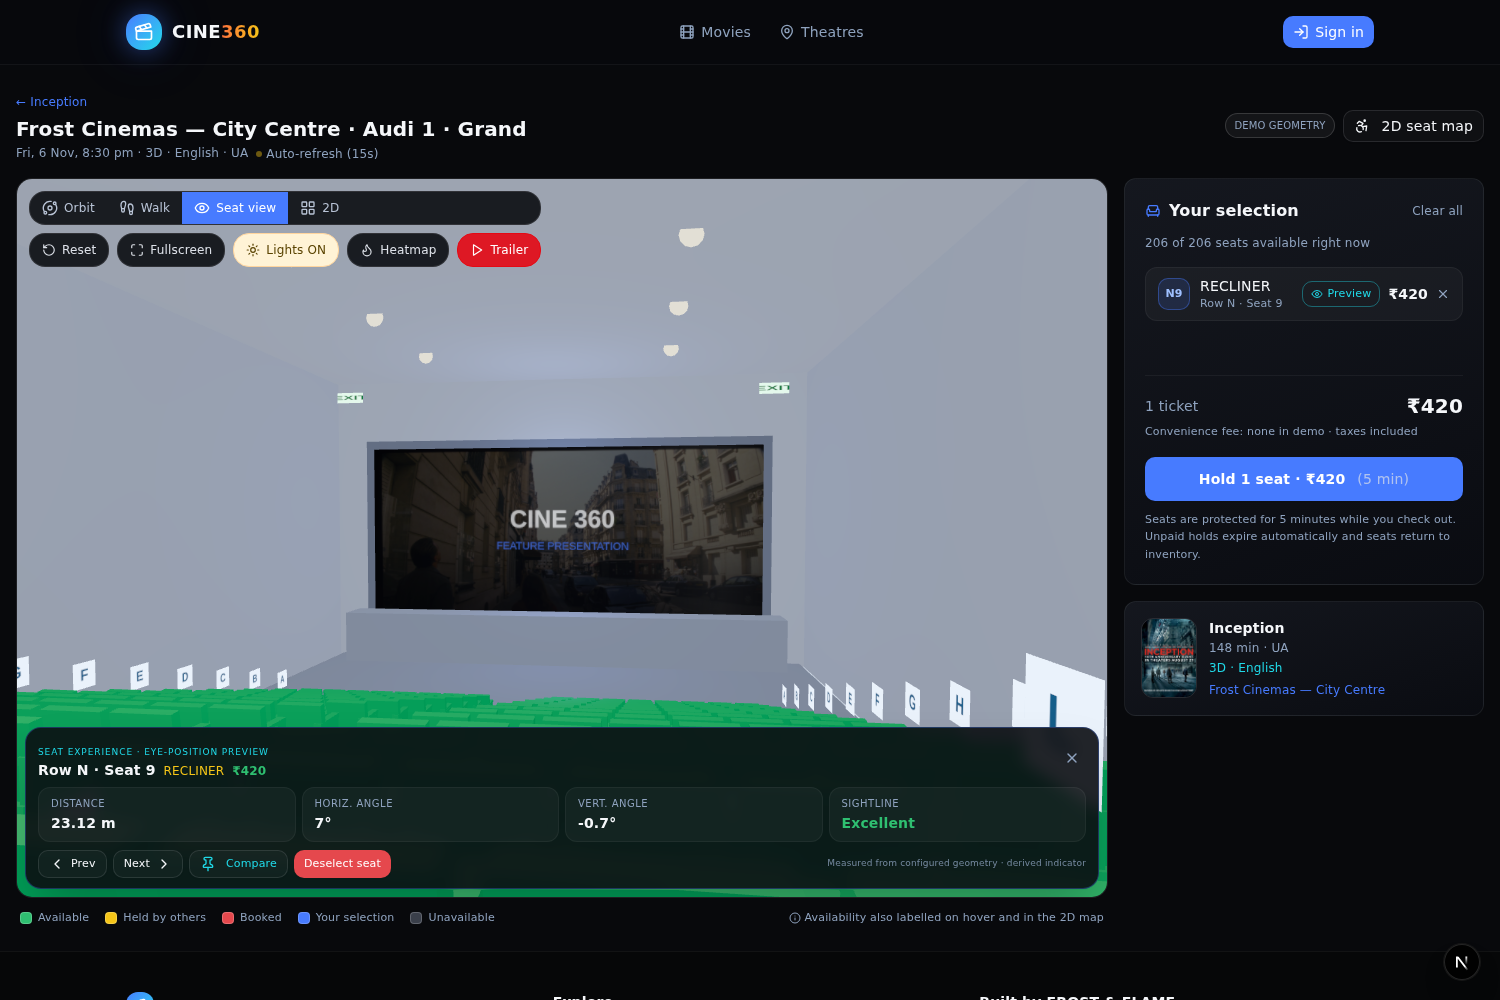 CINE360
Movies
Theatres
Sign in
← Inception
Frost Cinemas — City Centre · Audi 1 · Grand
Fri, 6 Nov, 8:30 pm · 3D · English · UA
Auto-refresh (15s)
DEMO GEOMETRY
2D seat map
Orbit
Walk
Seat view
2D
Reset
Fullscreen
Lights ON
Heatmap
Trailer
EXIT
EXIT
CINE 360
FEATURE PRESENTATION
G F E D C B A
A B C D E F G H I
SEAT EXPERIENCE · EYE-POSITION PREVIEW
Row N · Seat 9 RECLINER ₹420
DISTANCE
23.12 m
HORIZ. ANGLE
7°
VERT. ANGLE
-0.7°
SIGHTLINE
Excellent
Prev
Next
Compare
Deselect seat
Measured from configured geometry · derived indicator
Available
Held by others
Booked
Your selection
Unavailable
Availability also labelled on hover and in the 2D map
Your selection
Clear all
206 of 206 seats available right now
N9
RECLINER
Row N · Seat 9
Preview
₹420
1 ticket
₹420
Convenience fee: none in demo · taxes included
Hold 1 seat · ₹420 (5 min)
Seats are protected for 5 minutes while you check out.
Unpaid holds expire automatically and seats return to
inventory.
INCEPTION
Inception
148 min · UA
3D · English
Frost Cinemas — City Centre
N
Explore
Built by FROST & FLAME